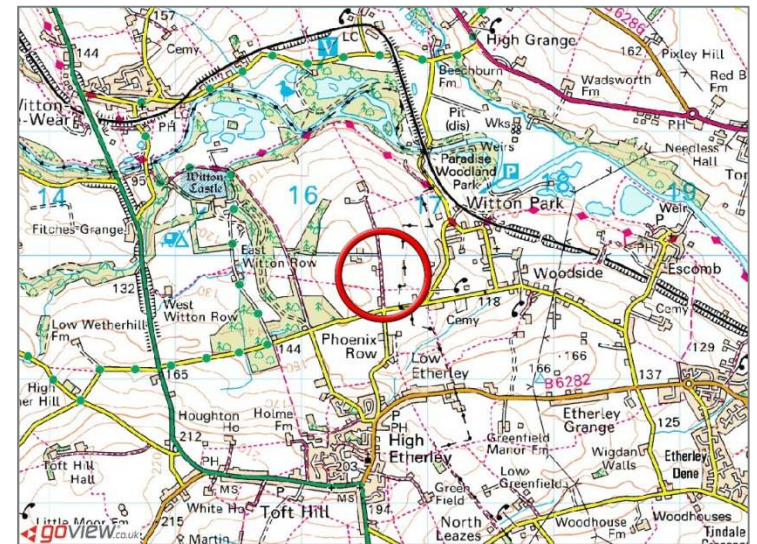 157
LC
B6286
High Grange
144
Cemy
V
162
Pixley Hill
Beechburn
Fm
Wadsworth
Fm
Red B
Witton
-le-Wear
LC
PH
Pit
(dis)
Wks
PH
Weirs
Needless
Hall
Paradise
Woodland
Park
P
95
Witton
Castle
14
16
17
18
19
Tor
Witton Park
Weir
P
PH
Fitches Grange
East
Witton Row
Woodside
Escomb
132
118
Cemy
Cemy
West
Witton Row
Low Wetherhill
Fm
Phoenix
Row
144
129
Low
Etherley
166
166
165
B6282
137
High
Houghton
Ho
Holme
Fm
P
PH
Etherley
Grange
212
High
Etherley
Greenfield
Manor Fm
125
Wigdan
Walls
Etherley
Dene
Toft Hill
Hall
PH
203
Low
Greenfield
MS
P
MS
Green
Field
White Ho
Toft Hill
194
215
North
Leazes
Woodhouse
Fm
Woodhouses
Little Moor Fm
Martin
Tindale
goview.co.uk